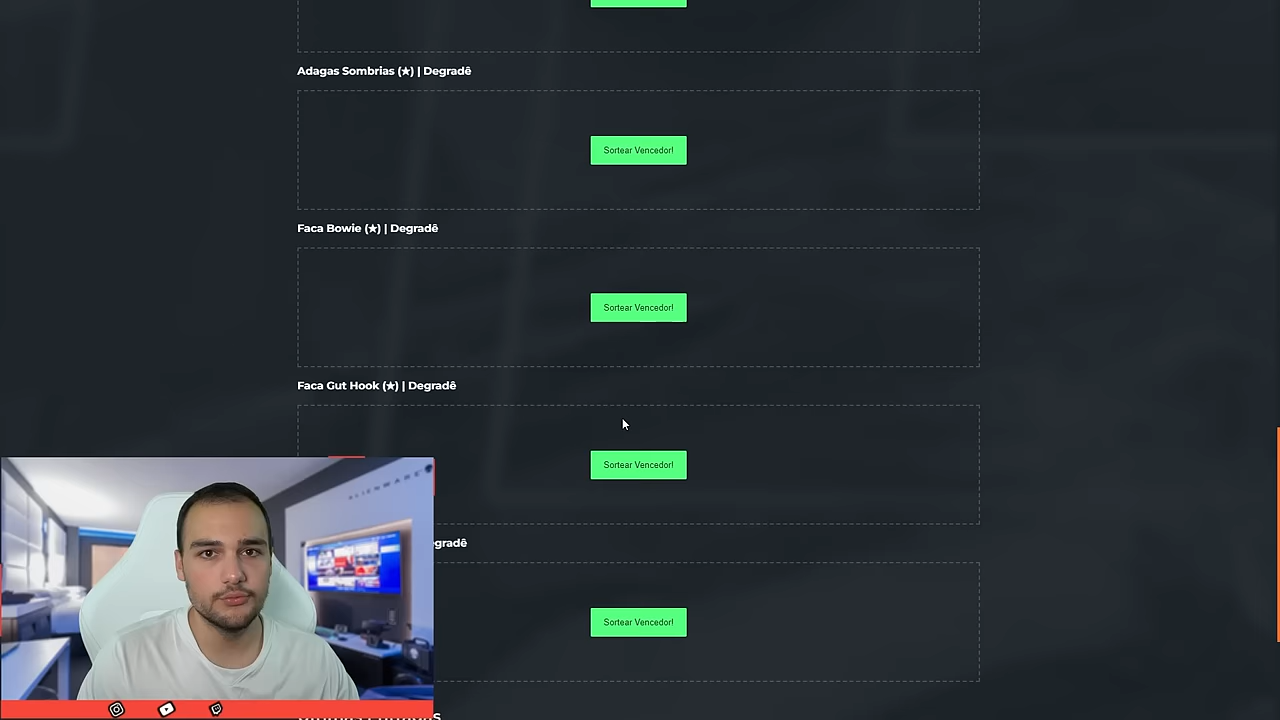 Adagas Sombrias (★) | Degradê
Sortear Vencedor!
Faca Bowie (★) | Degradê
Sortear Vencedor!
Faca Gut Hook (★) | Degradê
Sortear Vencedor!
ALIENWARE
gradê
Sortear Vencedor!